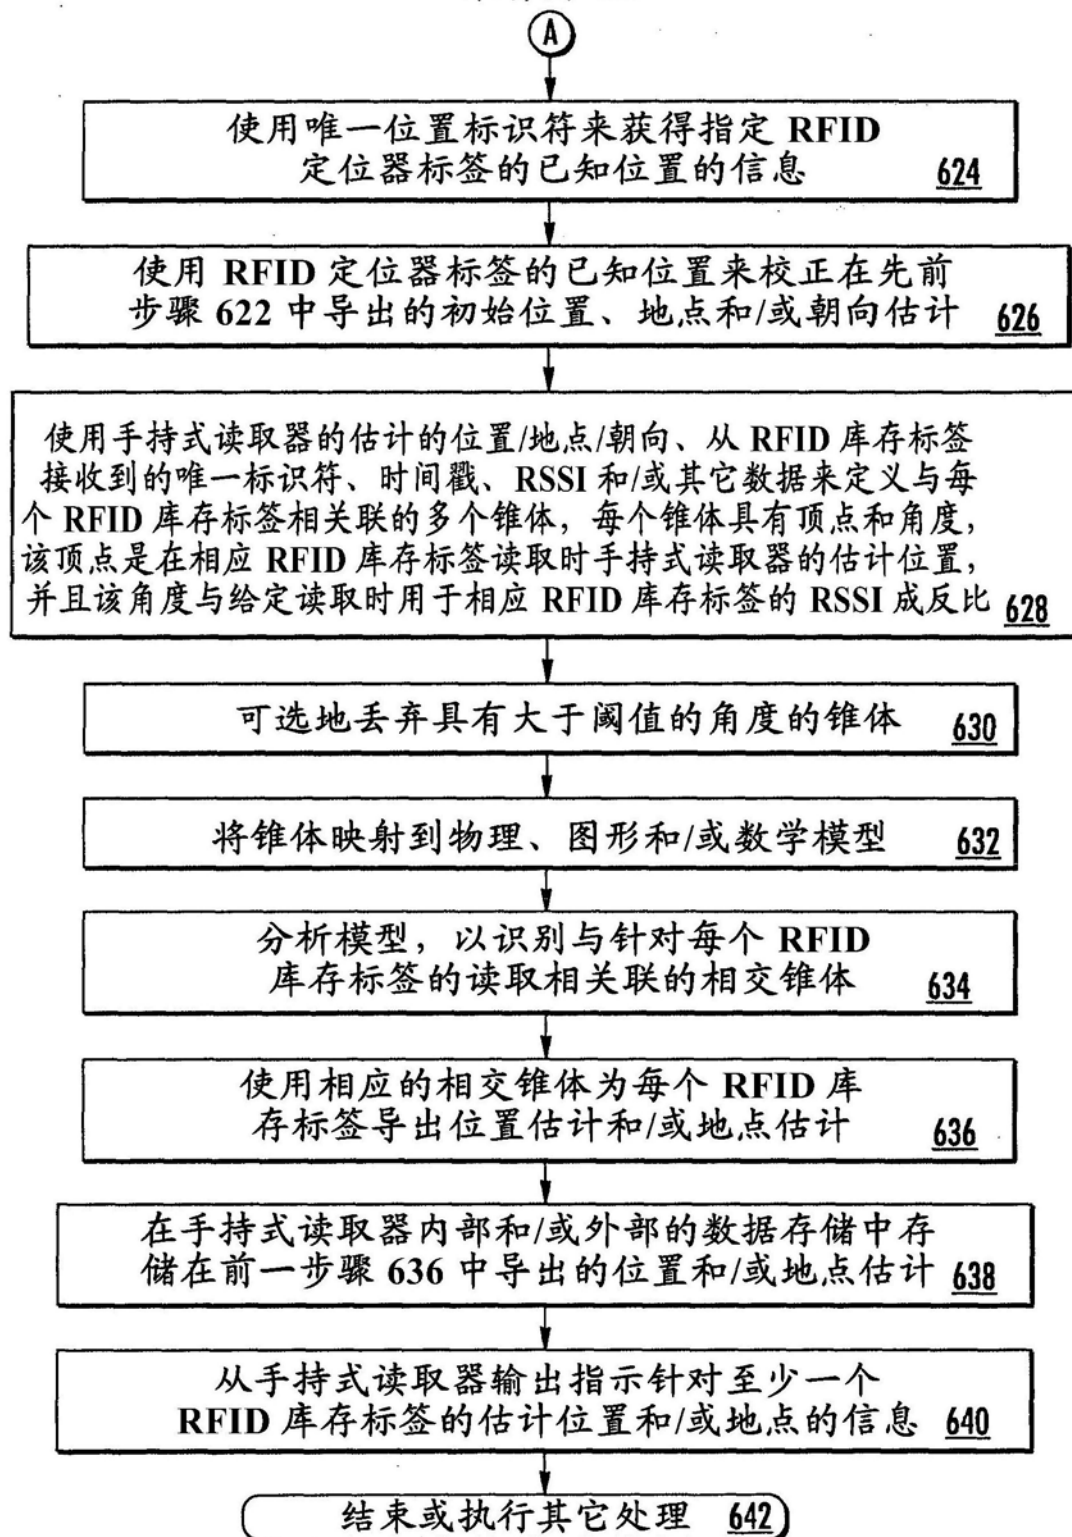 A
使用唯一位置标识符来获得指定 RFID
定位器标签的已知位置的信息 624
使用 RFID 定位器标签的已知位置来校正在先前
步骤 622 中导出的初始位置、地点和/或朝向估计 626
使用手持式读取器的估计的位置/地点/朝向、从 RFID 库存标签
接收到的唯一标识符、时间戳、RSSI 和/或其它数据来定义与每
个 RFID 库存标签相关联的多个锥体，每个锥体具有顶点和角度，
该顶点是在相应 RFID 库存标签读取时手持式读取器的估计位置，
并且该角度与给定读取时用于相应 RFID 库存标签的 RSSI 成反比 628
可选地丢弃具有大于阈值的角度的锥体 630
将锥体映射到物理、图形和/或数学模型 632
分析模型，以识别与针对每个 RFID
库存标签的读取相关联的相交锥体 634
使用相应的相交锥体为每个 RFID 库
存标签导出位置估计和/或地点估计 636
在手持式读取器内部和/或外部的数据存储中存
储在前一步骤 636 中导出的位置和/或地点估计 638
从手持式读取器输出指示针对至少一个
RFID 库存标签的估计位置和/或地点的信息 640
结束或执行其它处理 642